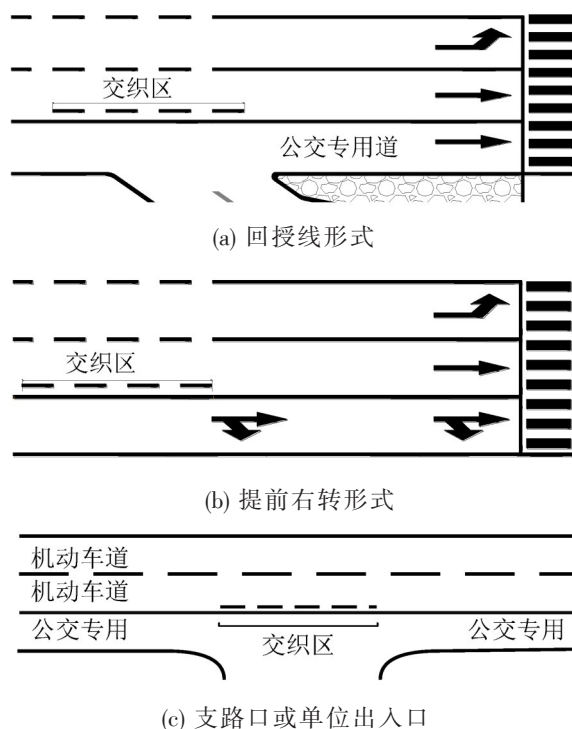 交织区
公交专用道
(a) 回授线形式
交织区
(b) 提前右转形式
机动车道
机动车道
公交专用
交织区
公交专用
(c) 支路口或单位出入口